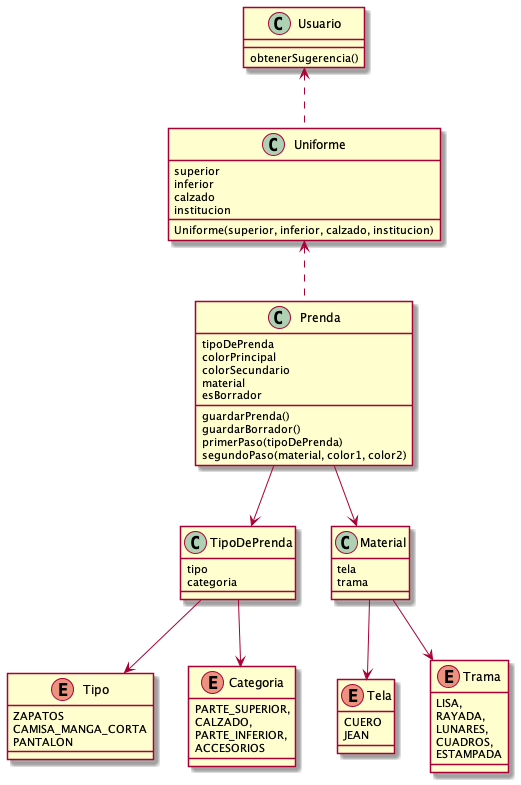 C Usuario
obtenerSugerencia()
C Uniforme
superior
inferior
calzado
institucion
Uniforme(superior, inferior, calzado, institucion)
C Prenda
tipoDePrenda
colorPrincipal
colorSecundario
material
esBorrador
guardarPrenda()
guardarBorrador()
primerPaso(tipoDePrenda)
segundoPaso(material, color1, color2)
C TipoDePrenda
tipo
categoria
C Material
tela
trama
E Tipo
ZAPATOS
CAMISA_MANGA_CORTA
PANTALON
E Categoria
PARTE_SUPERIOR,
CALZADO,
PARTE_INFERIOR,
ACCESORIOS
E Tela
CUERO
JEAN
E Trama
LISA,
RAYADA,
LUNARES,
CUADROS,
ESTAMPADA